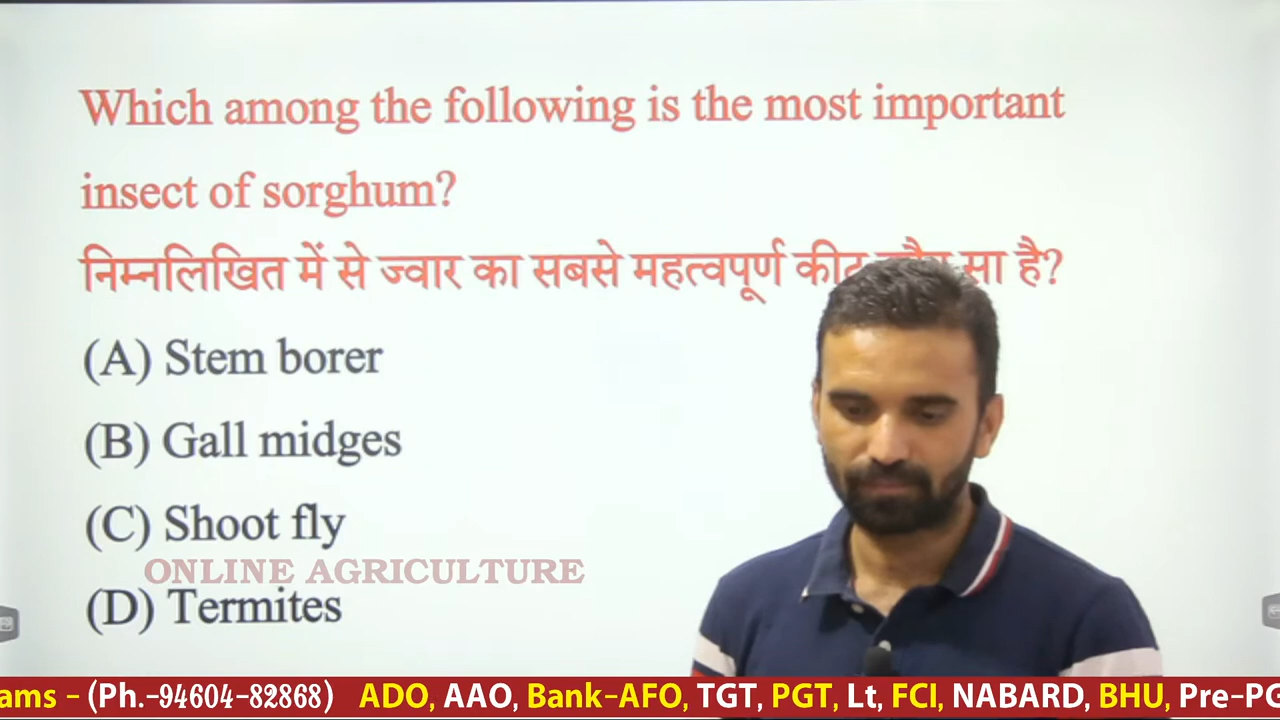 Which among the following is the most important
insect of sorghum?
निम्नलिखित में से ज्वार का सबसे महत्वपूर्ण सा है?
(A) Stem borer
(B) Gall midges
(C) Shoot fly
ONLINE AGRICULTURE
(D) Termites
ams - (Ph.-94604-82868) ADO, AAO, Bank-AFO, TGT, PGT, Lt, FCI, NABARD, BHU, Pre-PG